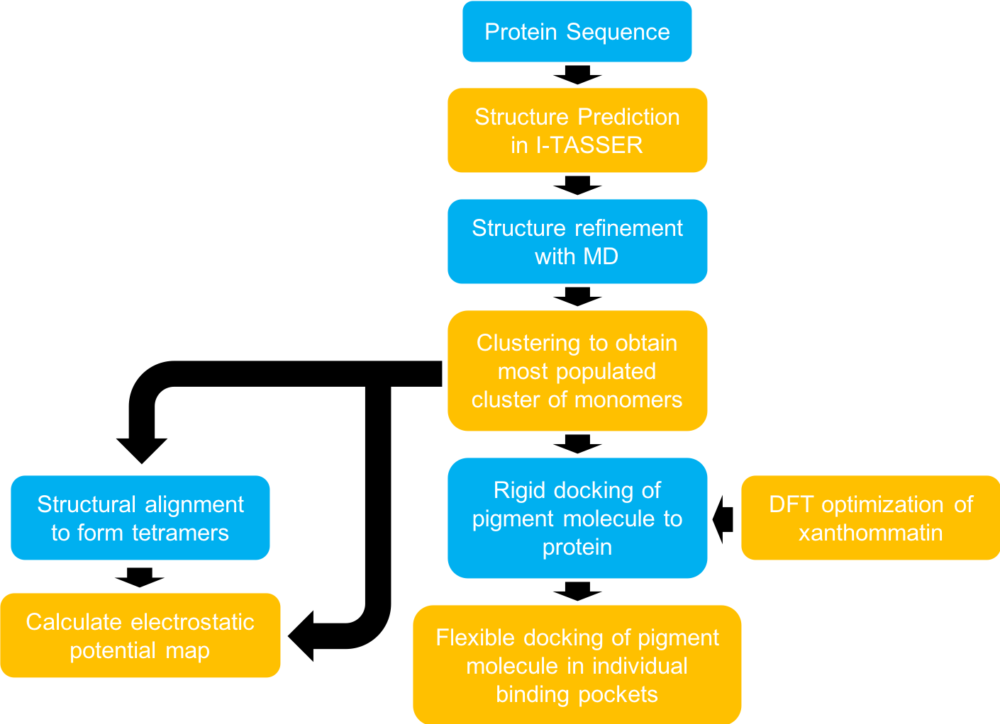 Protein Sequence
Structure Prediction
in I-TASSER
Structure refinement
with MD
Clustering to obtain
most populated
cluster of monomers
Structural alignment
to form tetramers
Rigid docking of
pigment molecule to
protein
DFT optimization of
xanthommatin
Calculate electrostatic
potential map
Flexible docking of pigment
molecule in individual
binding pockets